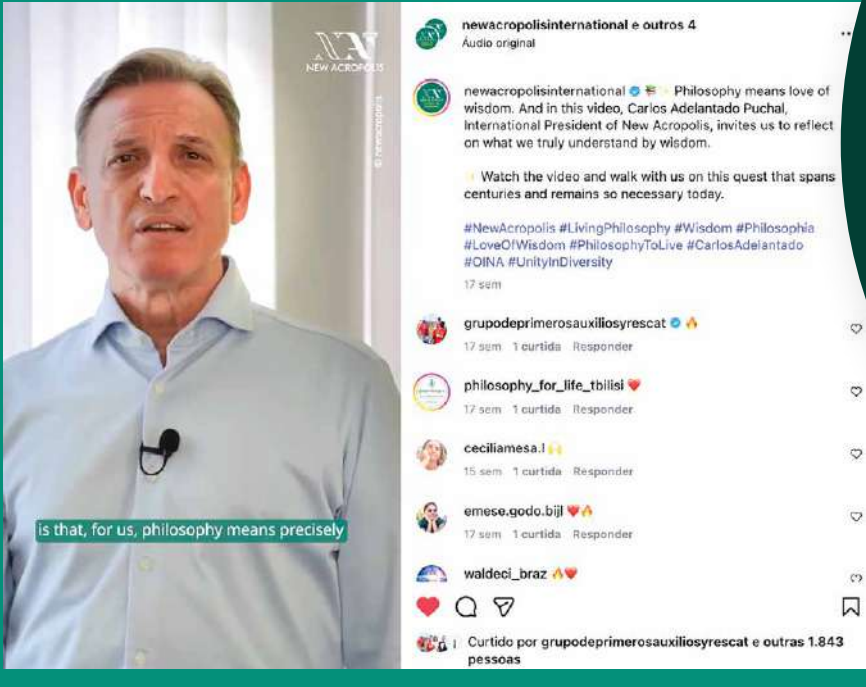 NEW ACROPOLIS
© newacropolis
is that, for us, philosophy means precisely
newacropolisinternational e outros 4
Áudio original
newacropolisinternational Philosophy means love of
wisdom. And in this video, Carlos Adelantado Puchal,
International President of New Acropolis, invites us to reflect
on what we truly understand by wisdom.
Watch the video and walk with us on this quest that spans
centuries and remains so necessary today.
#NewAcropolis #LivingPhilosophy #Wisdom #Philosophia
#LoveOfWisdom #PhilosophyToLive #CarlosAdelantado
#OINA #UnityInDiversity
17 sem
grupodeprimerosauxiliosyrescat 🔥
17 sem 1 curtida Responder
philosophy_for_life_tbilisi ❤️
17 sem 1 curtida Responder
ceciliamesa.l 🙌
15 sem 1 curtida Responder
emese.godo.bijl ❤️🔥
17 sem 1 curtida Responder
waldeci_braz 🔥❤️
Curtido por grupodeprimerosauxiliosyrescat e outras 1.843
pessoas